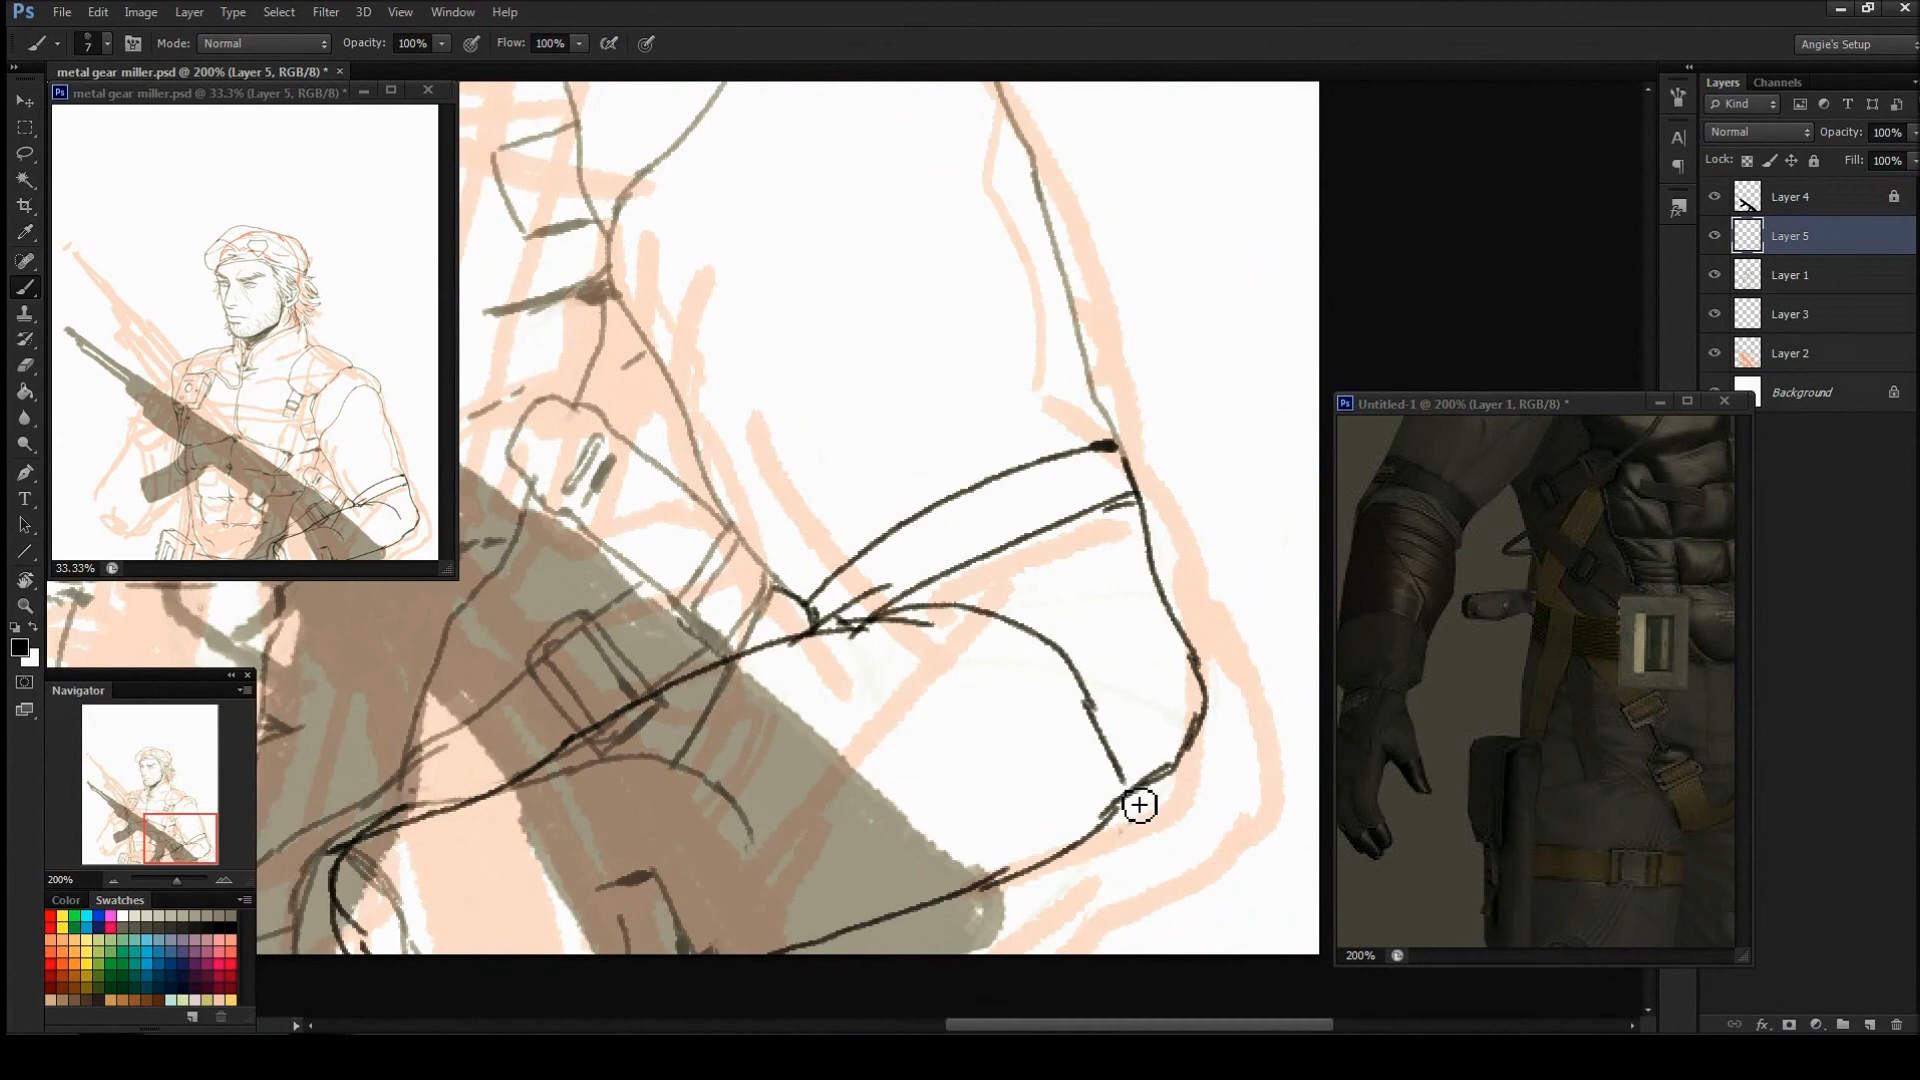 Ps File Edit Image Layer Type Select Filter 3D View Window Help
7 Mode: Normal Opacity: 100% Flow: 100% Angie's Setup
metal gear miller.psd @ 200% (Layer 5, RGB/8) * ×
Ps metal gear miller.psd @ 33.3% (Layer 5, RGB/8) *
33.33%
Navigator
200%
Color Swatches
Ps Untitled-1 @ 200% (Layer 1, RGB/8) *
200%
Layers Channels
Kind
Normal Opacity: 100%
Lock: Fill: 100%
Layer 4
Layer 5
Layer 1
Layer 3
Layer 2
Background